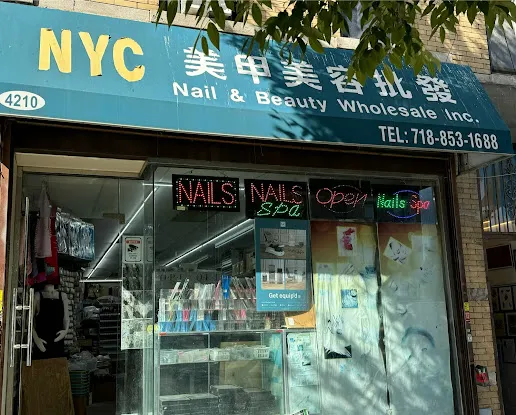 NYC 美甲美容批發
Nail & Beauty Wholesale Inc.
4210
TEL: 718-853-1688
NAILS
NAILS
Spa
Open
Nails Spa
Get equip'd